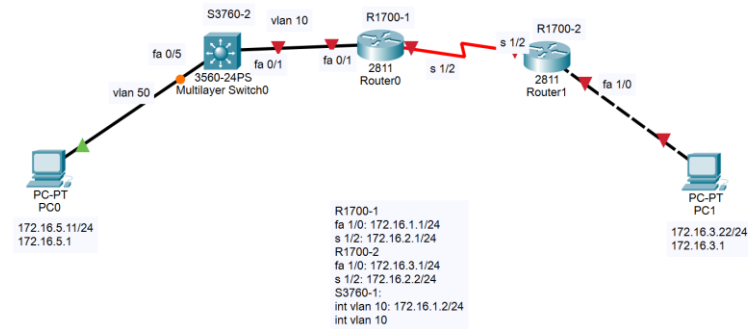 S3760-2
vlan 10
R1700-1
R1700-2
fa 0/5
fa 0/1
fa 0/1
s 1/2
s 1/2
3560-24PS
Multilayer Switch0
2811
Router0
2811
Router1
fa 1/0
vlan 50
PC-PT
PC0
172.16.5.11/24
172.16.5.1
PC-PT
PC1
172.16.3.22/24
172.16.3.1
R1700-1
fa 1/0: 172.16.1.1/24
s 1/2: 172.16.2.1/24
R1700-2
fa 1/0: 172.16.3.1/24
s 1/2: 172.16.2.2/24
S3760-1:
int vlan 10: 172.16.1.2/24
int vlan 10